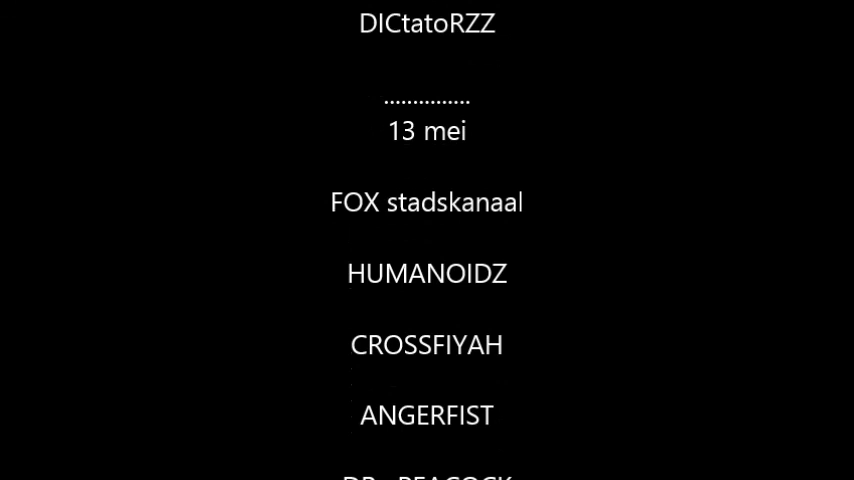 DICtatoRZZ
...............
13 mei
FOX stadskanaal
HUMANOIDZ
CROSSFIYAH
ANGERFIST